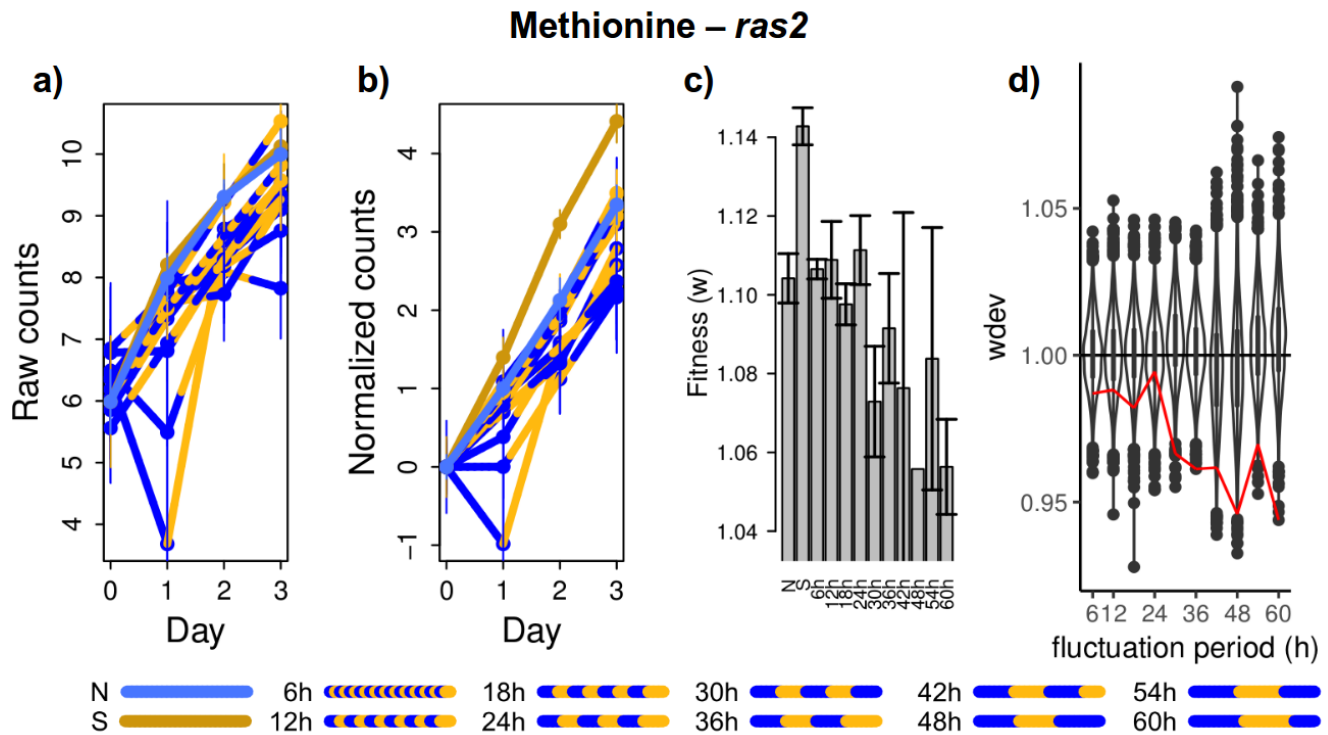 Methionine – ras2
a)
b)
c)
d)
Raw counts
10
9
8
7
6
5
4
0 1 2 3
Day
Normalized counts
4
3
2
1
0
−1
0 1 2 3
Day
Fitness (w)
1.14
1.12
1.10
1.08
1.06
1.04
N S 6h 12h 18h 24h 30h 36h 42h 48h 54h 60h
wdev
1.05
1.00
0.95
6 12 24 36 48 60
fluctuation period (h)
N 6h 18h 30h 42h 54h
S 12h 24h 36h 48h 60h